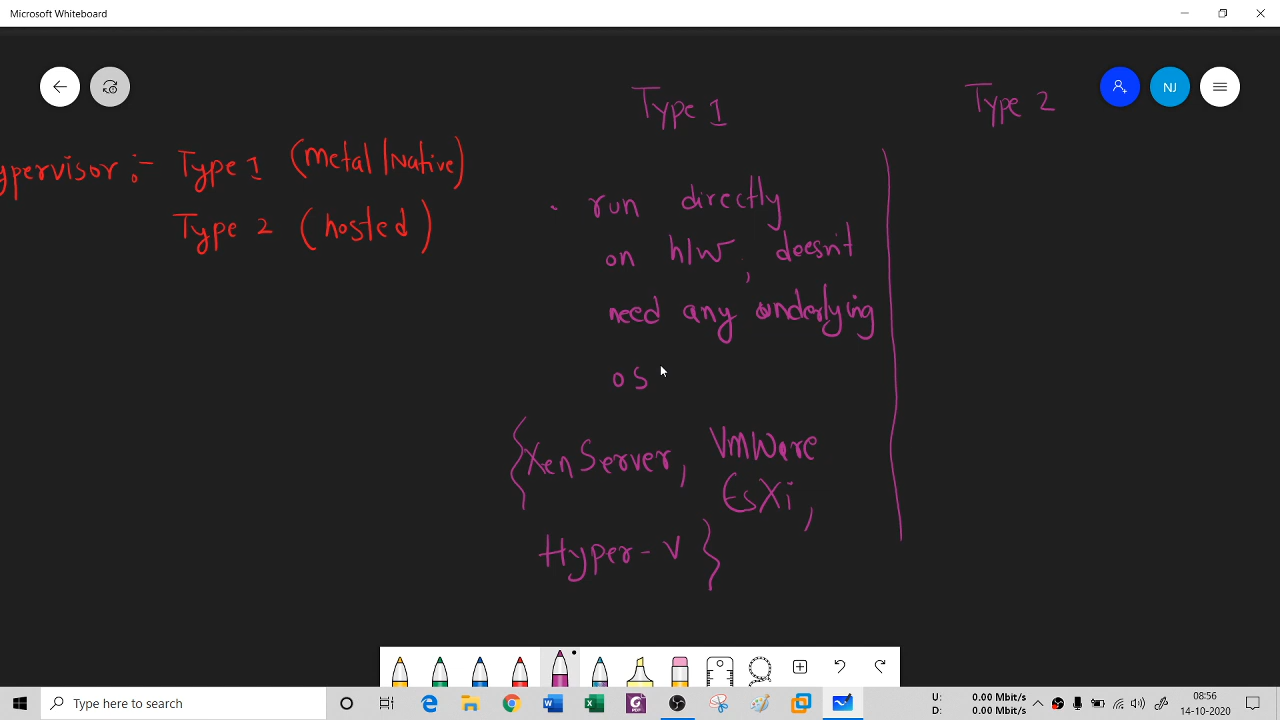 Microsoft Whiteboard
NJ
ypervisor :- Type 1 (Metal/Native)
Type 2 (hosted)
Type 1
• run directly
on h/w, doesn't
need any underlying
OS
{XenServer, VMWare
EsXi,
Hyper-V}
Type 2
Type here to search
U: 0.00 Mbit/s
D: 0.00 Mbit/s
08:56
14-10-2020